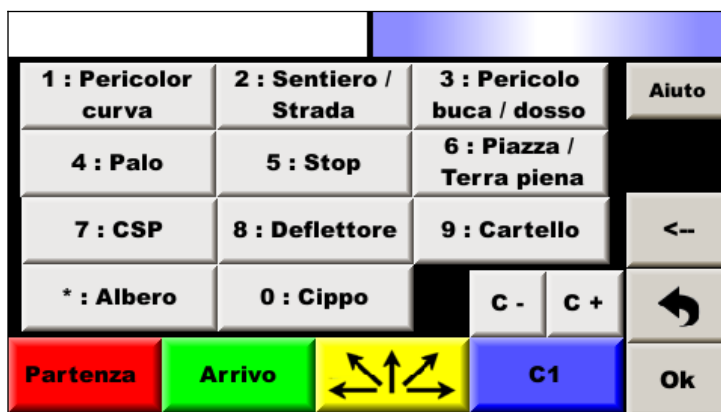 1 : Pericolor
curva
2 : Sentiero /
Strada
3 : Pericolo
buca / dosso
Aiuto
4 : Palo
5 : Stop
6 : Piazza /
Terra piena
7 : CSP
8 : Deflettore
9 : Cartello
<--
* : Albero
0 : Cippo
C -
C +
Partenza
Arrivo
C1
Ok